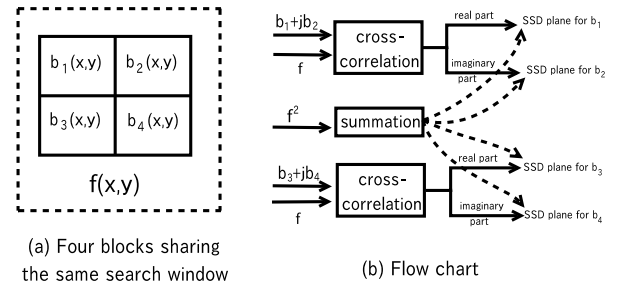 b₁(x,y) b₂(x,y)
b₃(x,y) b₄(x,y)
f(x,y)
(a) Four blocks sharing
the same search window
b₁+jb₂
f
cross-
correlation
real part
imaginary
part
SSD plane for b₁
SSD plane for b₂
f²
summation
b₃+jb₄
f
cross-
correlation
real part
imaginary
part
SSD plane for b₃
SSD plane for b₄
(b) Flow chart